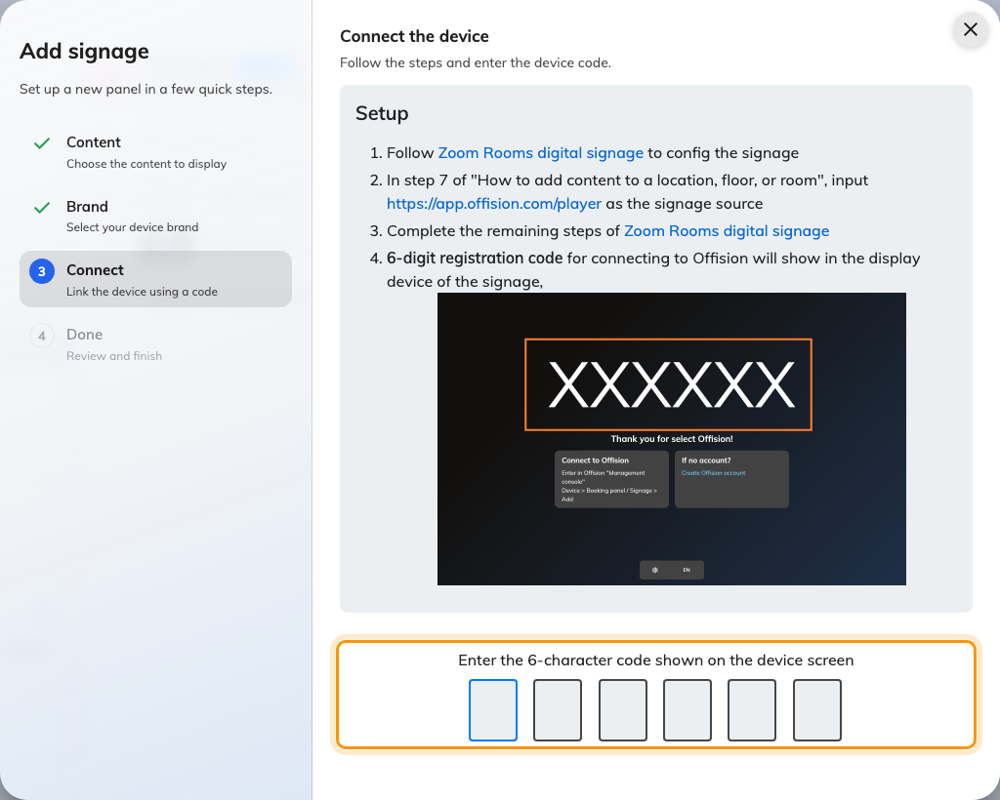 Add signage
Set up a new panel in a few quick steps.
Content
Choose the content to display
Brand
Select your device brand
3
Connect
Link the device using a code
4
Done
Review and finish
Connect the device
Follow the steps and enter the device code.
Setup
1. Follow Zoom Rooms digital signage to config the signage
2. In step 7 of "How to add content to a location, floor, or room", input
https://app.offision.com/player as the signage source
3. Complete the remaining steps of Zoom Rooms digital signage
4. 6-digit registration code for connecting to Offision will show in the display
device of the signage,
XXXXXX
Thank you for select Offision!
Connect to Offision
Enter in Offision "Management
console"
Device > Booking panel / Signage >
Add
If no account?
Create Offision account
EN
Enter the 6-character code shown on the device screen